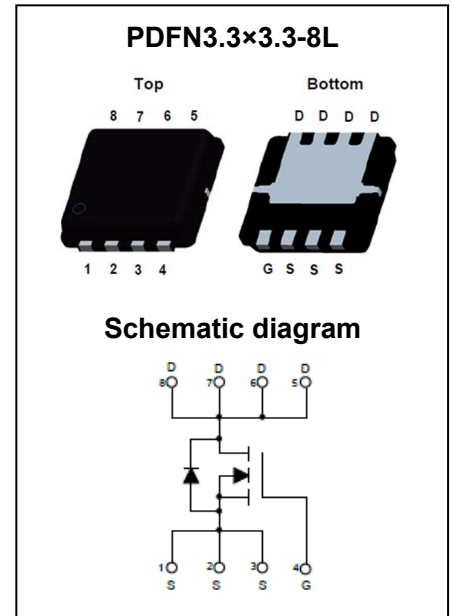 PDFN3.3×3.3-8L
Top
Bottom
8 7 6 5
D D D D
1 2 3 4
G S S S
Schematic diagram
D D D D
8 7 6 5
1 2 3 4
S S S G